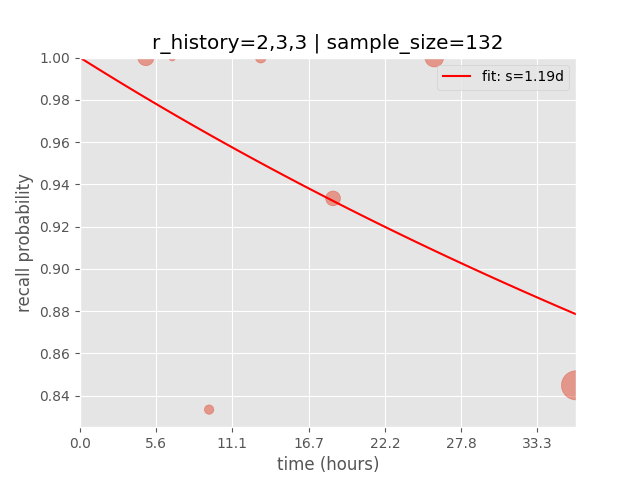 r_history=2,3,3 | sample_size=132
fit: s=1.19d
1.00
0.98
0.96
0.94
0.92
0.90
0.88
0.86
0.84
recall probability
0.0 5.6 11.1 16.7 22.2 27.8 33.3
time (hours)